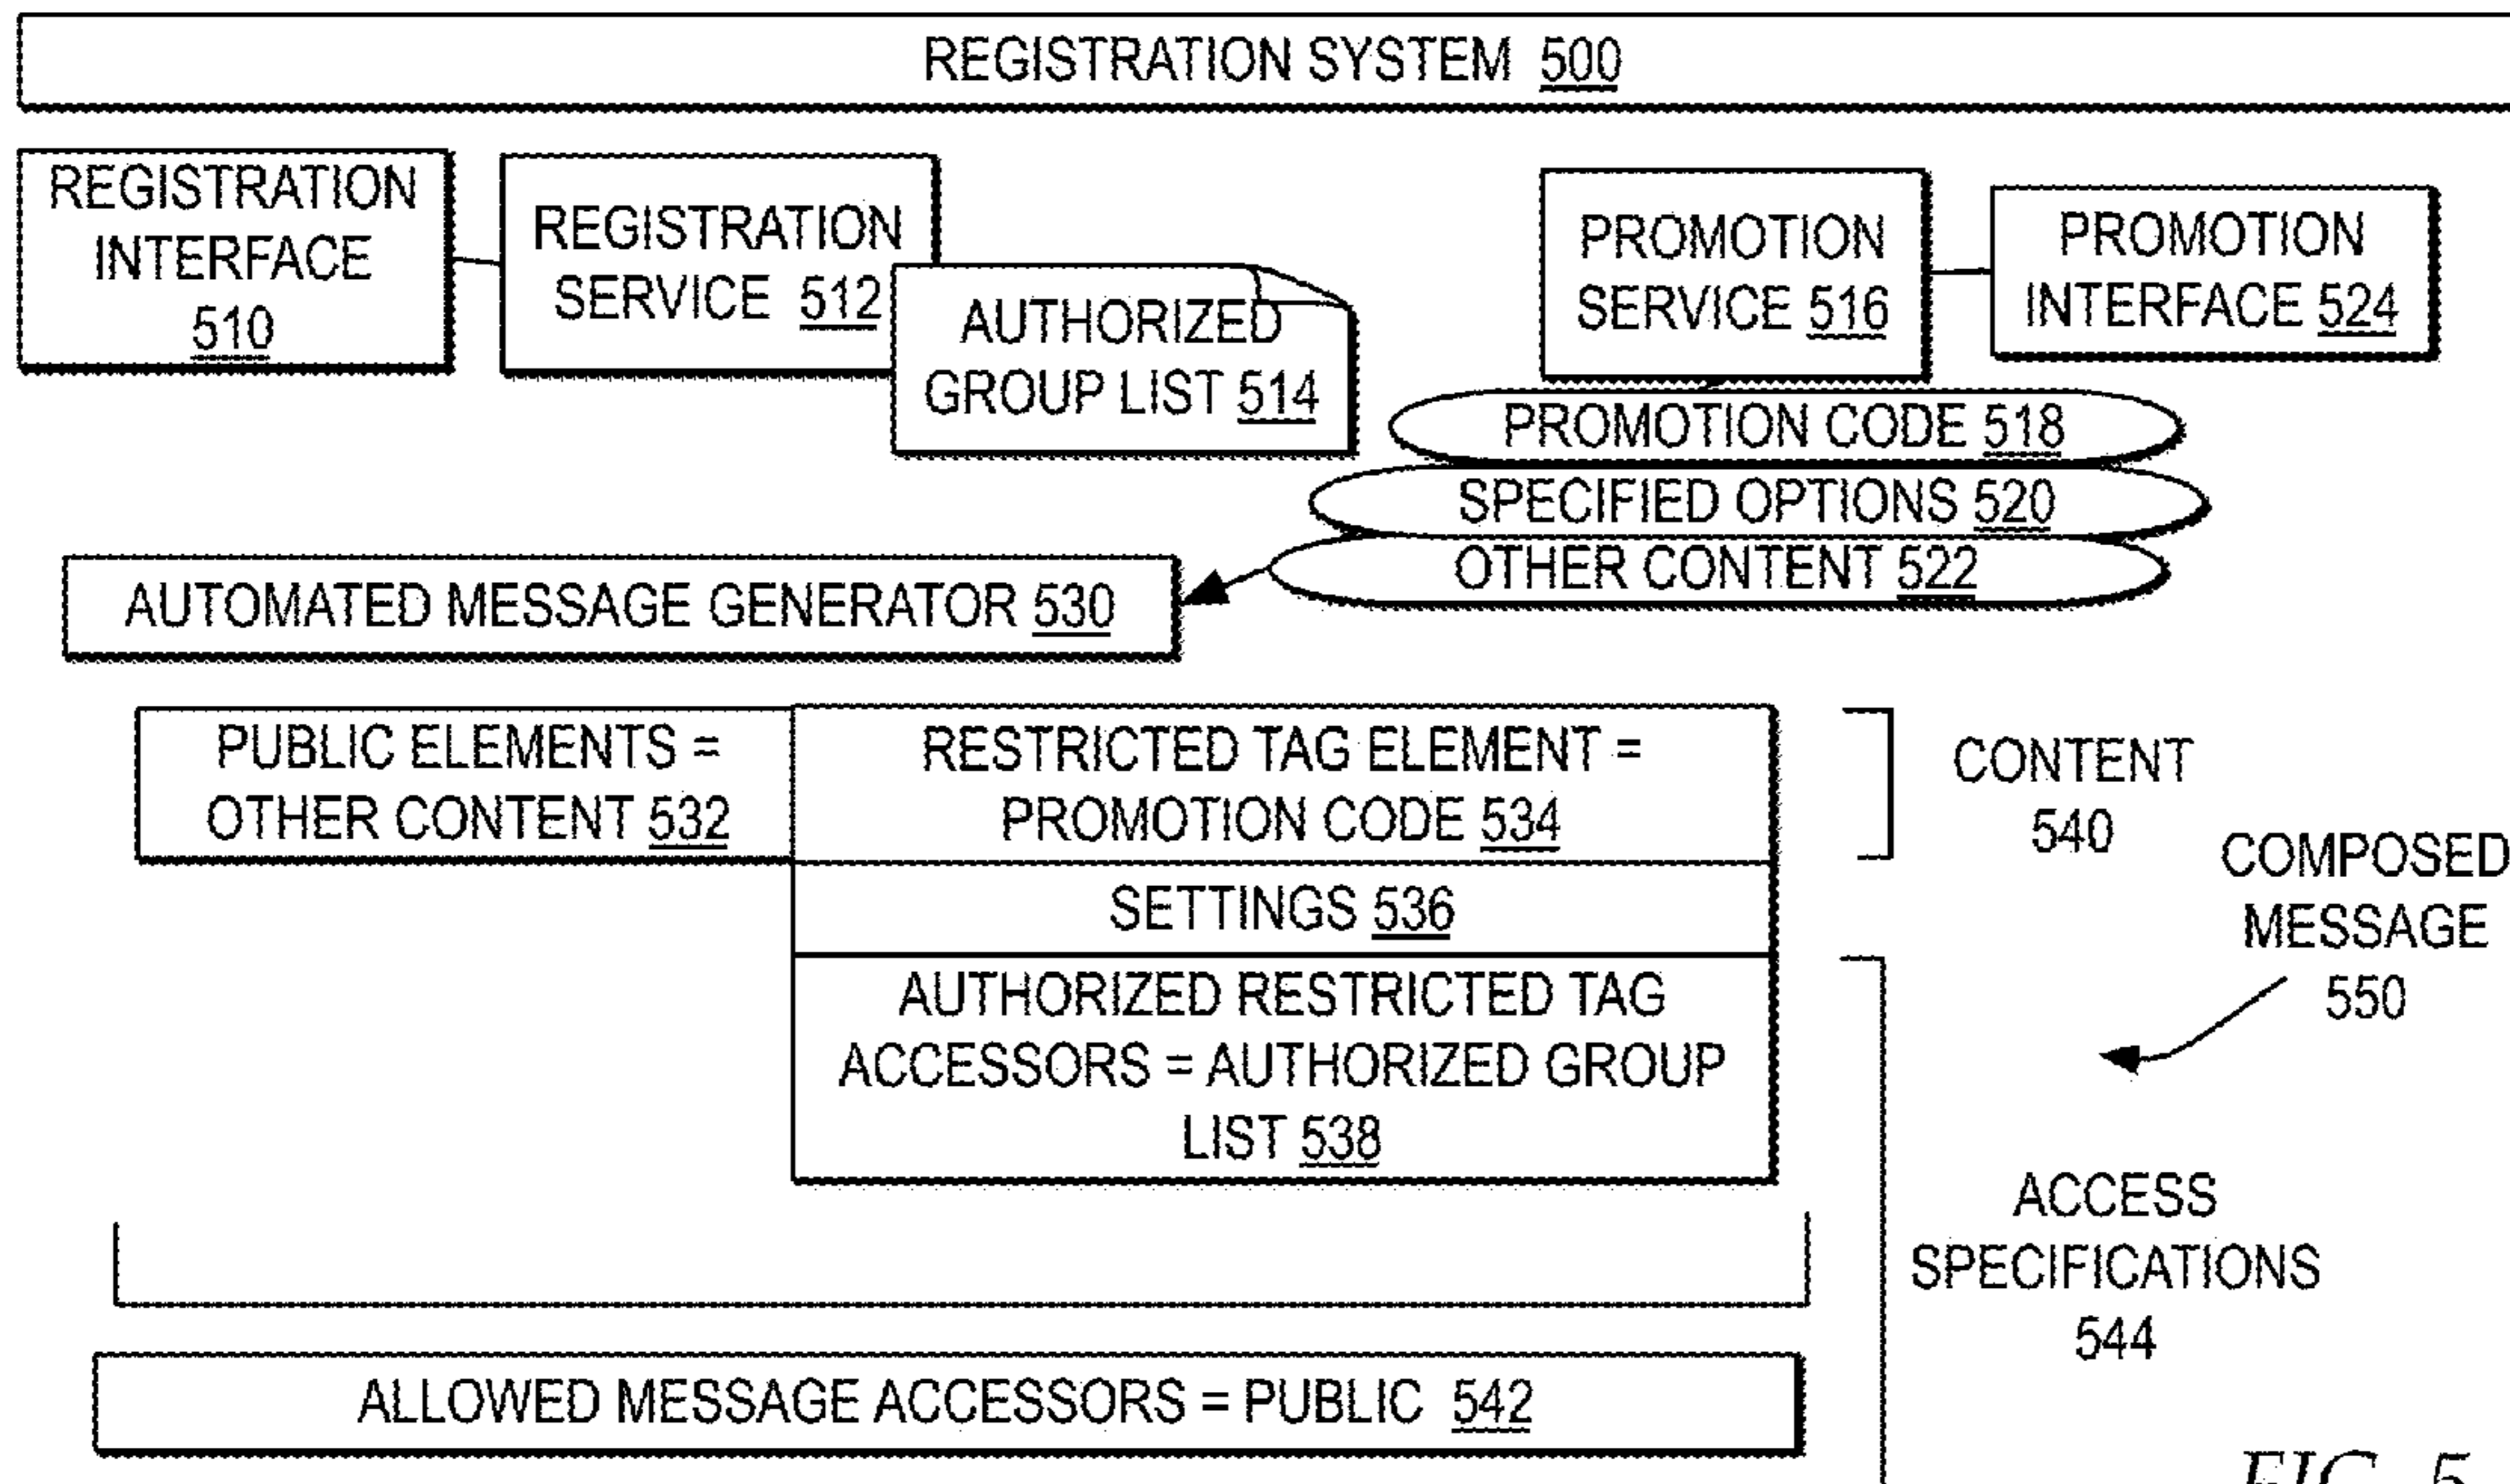 REGISTRATION SYSTEM 500
REGISTRATION
INTERFACE
510
REGISTRATION
SERVICE 512
AUTHORIZED
GROUP LIST 514
PROMOTION
SERVICE 516
PROMOTION
INTERFACE 524
PROMOTION CODE 518
SPECIFIED OPTIONS 520
OTHER CONTENT 522
AUTOMATED MESSAGE GENERATOR 530
PUBLIC ELEMENTS =
OTHER CONTENT 532
RESTRICTED TAG ELEMENT =
PROMOTION CODE 534
SETTINGS 536
AUTHORIZED RESTRICTED TAG
ACCESSORS = AUTHORIZED GROUP
LIST 538
CONTENT
540
COMPOSED
MESSAGE
550
ACCESS
SPECIFICATIONS
544
ALLOWED MESSAGE ACCESSORS = PUBLIC 542
FIG. 5